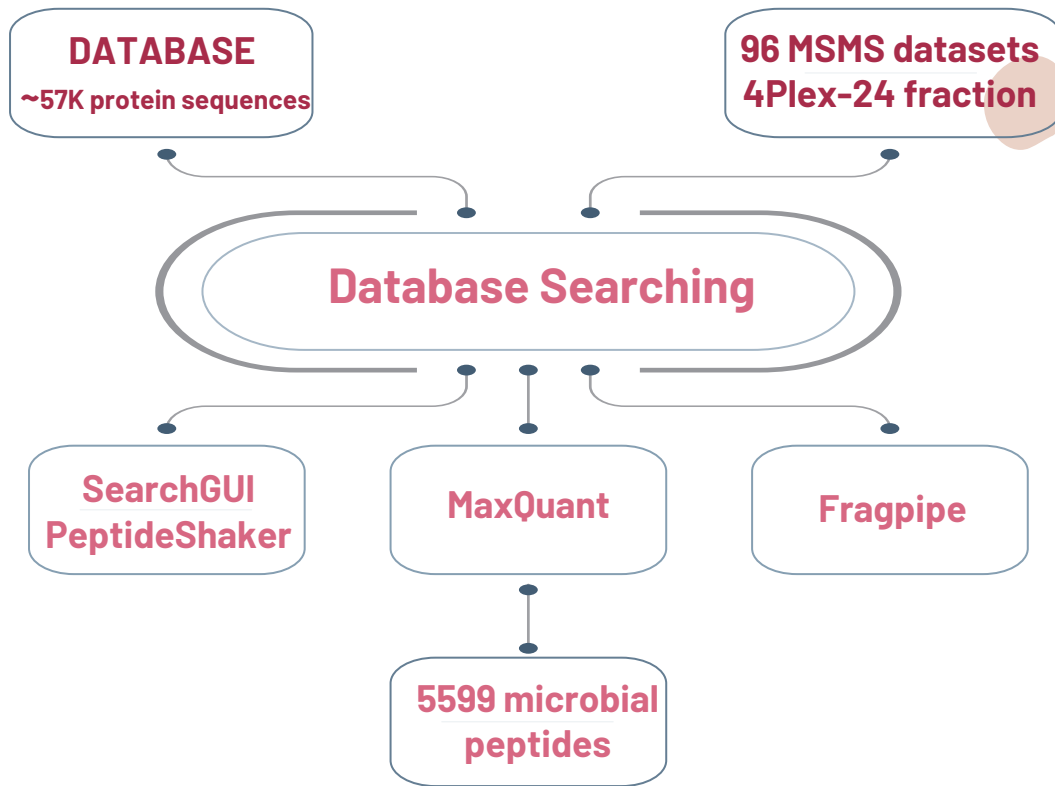 DATABASE
~57K protein sequences
96 MSMS datasets
4Plex-24 fraction
Database Searching
SearchGUI
PeptideShaker
MaxQuant
Fragpipe
5599 microbial
peptides